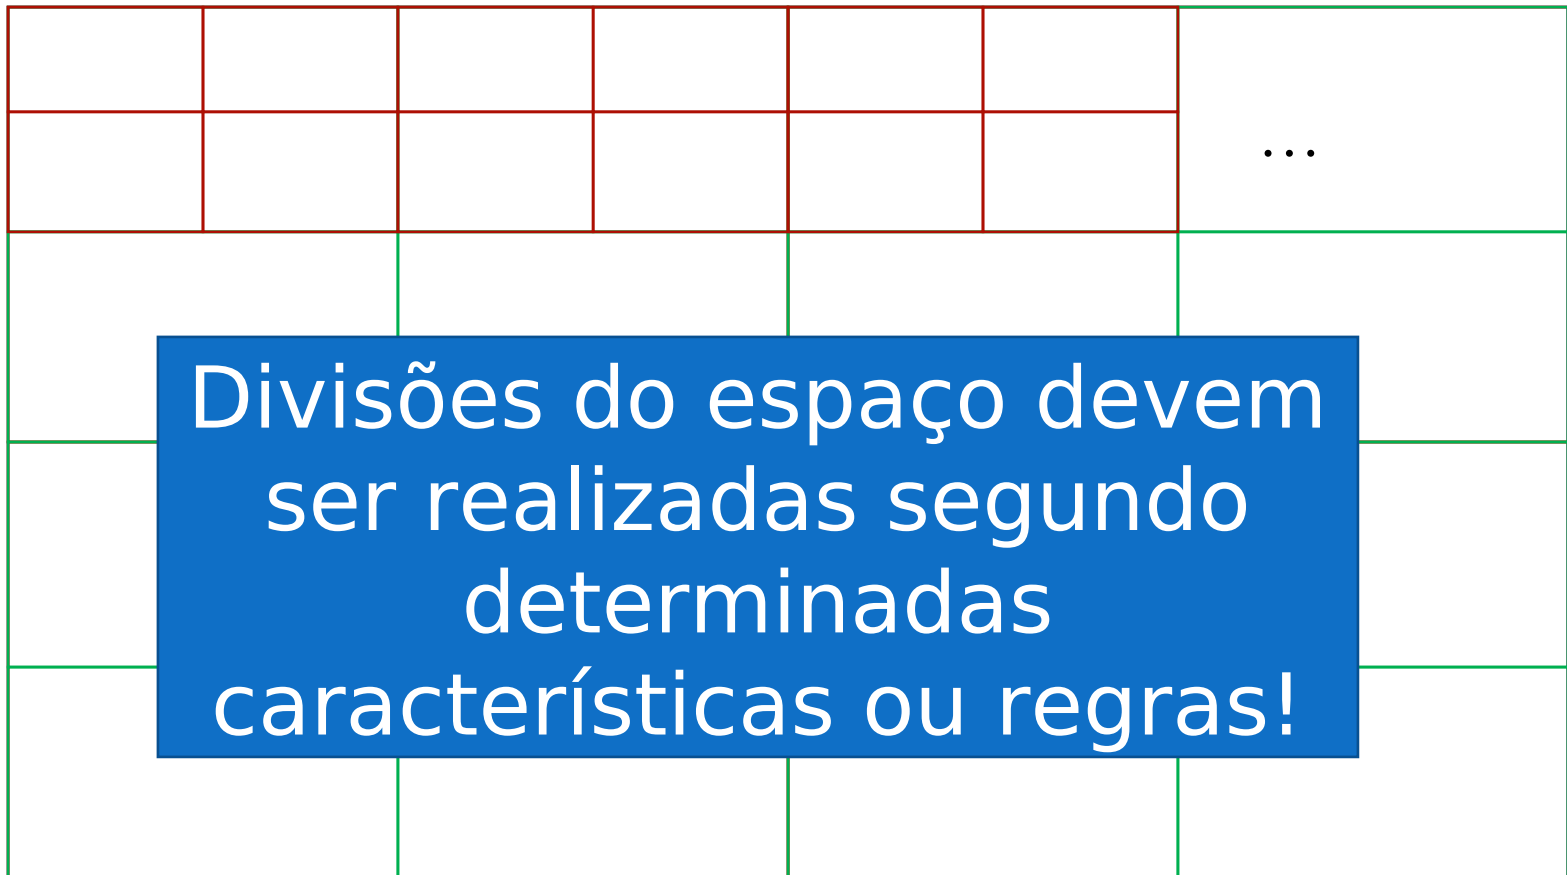 ...
Divisões do espaço devem
ser realizadas segundo
determinadas
características ou regras!